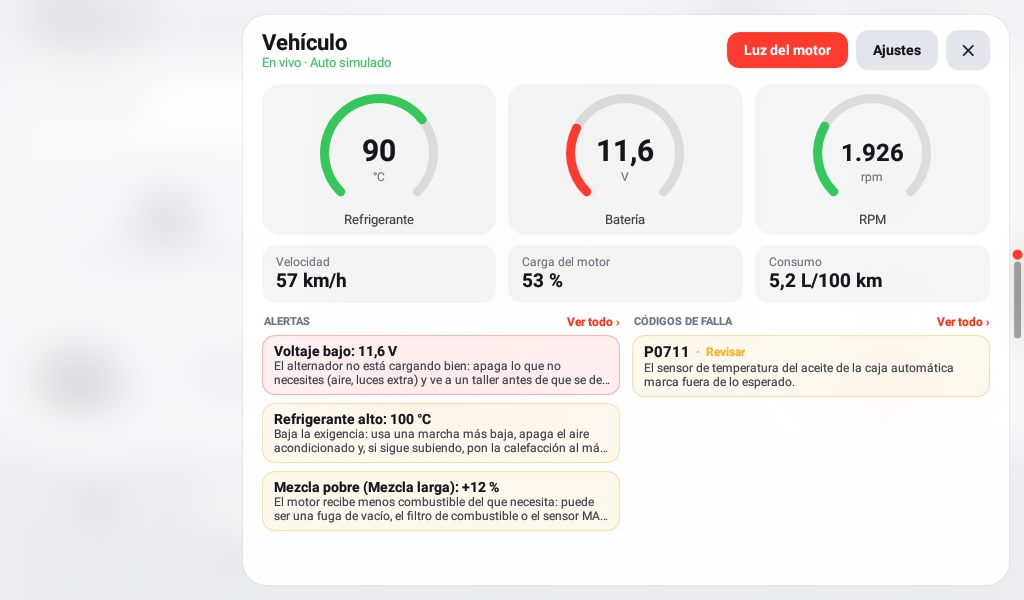 Vehículo
En vivo · Auto simulado
Luz del motor
Ajustes
90
°C
Refrigerante
11,6
V
Batería
1.926
rpm
RPM
Velocidad
57 km/h
Carga del motor
53 %
Consumo
5,2 L/100 km
ALERTAS
Ver todo ›
Voltaje bajo: 11,6 V
El alternador no está cargando bien: apaga lo que no
necesites (aire, luces extra) y ve a un taller antes de que se de…
Refrigerante alto: 100 °C
Baja la exigencia: usa una marcha más baja, apaga el aire
acondicionado y, si sigue subiendo, pon la calefacción al má…
Mezcla pobre (Mezcla larga): +12 %
El motor recibe menos combustible del que necesita: puede
ser una fuga de vacío, el filtro de combustible o el sensor MA…
CÓDIGOS DE FALLA
Ver todo ›
P0711 · Revisar
El sensor de temperatura del aceite de la caja automática
marca fuera de lo esperado.